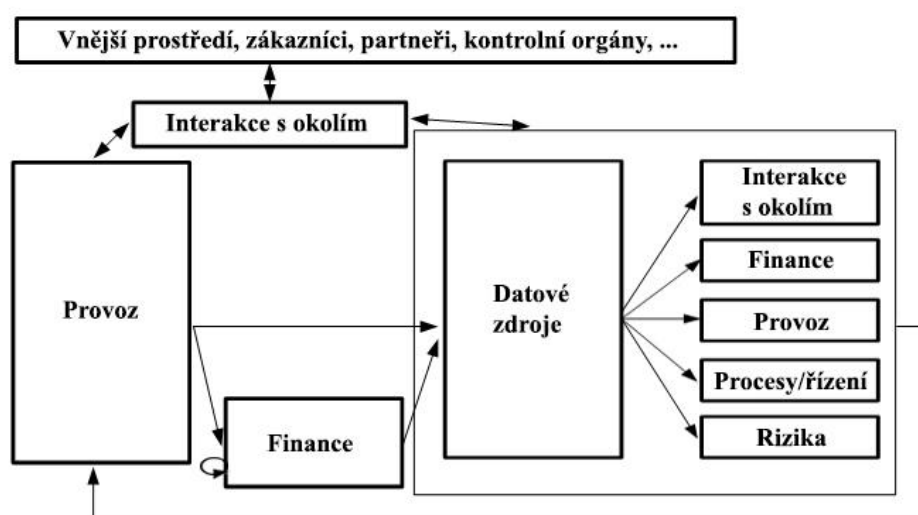 Vnější prostředí, zákazníci, partneři, kontrolní orgány, ...
Interakce s okolím
Provoz
Finance
Datové
zdroje
Interakce
s okolím
Finance
Provoz
Procesy/řízení
Rizika